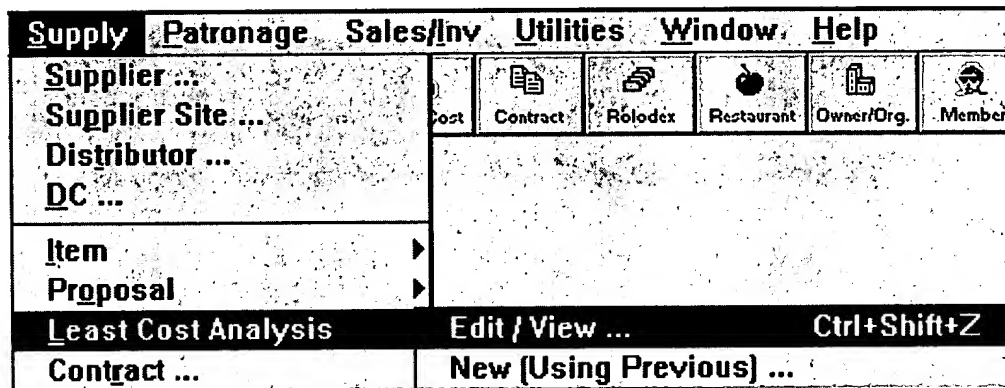 Supply Patronage Sales/Inv Utilities Window Help
Supplier ...
Supplier Site ...
Distributor ...
DC ...
Cost Contract Rolodex Restaurant Owner/Org. Member
Item
Proposal
Least Cost Analysis Edit / View ... Ctrl+Shift+Z
Contract ... New (Using Previous) ...